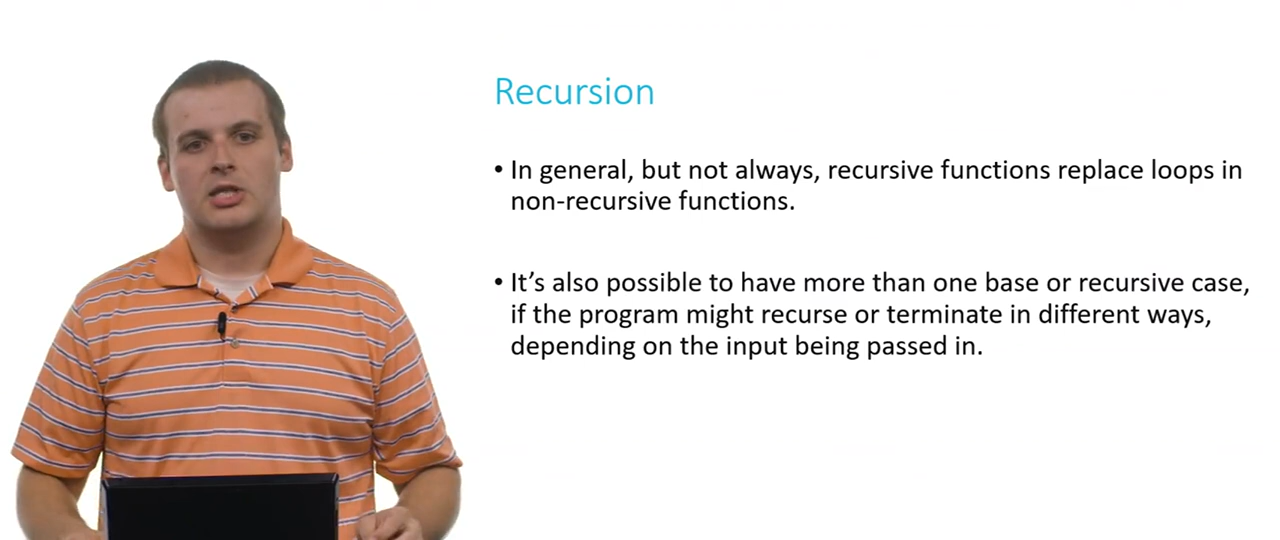 Recursion
• In general, but not always, recursive functions replace loops in
non-recursive functions.
• It’s also possible to have more than one base or recursive case,
if the program might recurse or terminate in different ways,
depending on the input being passed in.